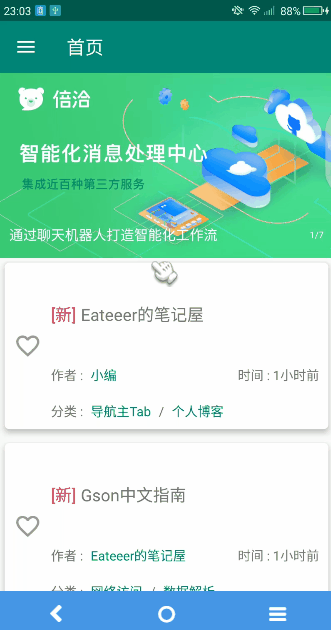 23:03
88%
首页
倍洽
智能化消息处理中心
集成近百种第三方服务
通过聊天机器人打造智能化工作流
1/7
[新] Eateeer的笔记屋
作者： 小编
时间：1小时前
分类： 导航主Tab / 个人博客
[新] Gson中文指南
作者： Eateeer的笔记屋
时间：1小时前
分类： 网络访问 / 数据解析